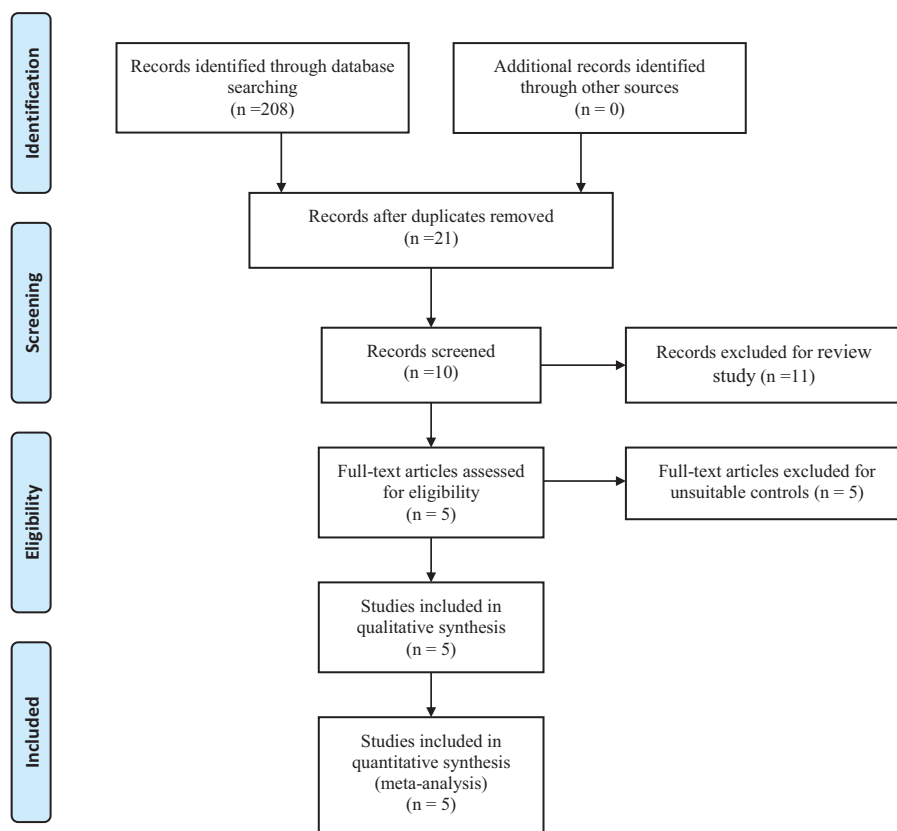 Identification
Records identified through database
searching
(n =208)
Additional records identified
through other sources
(n = 0)
Records after duplicates removed
(n =21)
Screening
Records screened
(n =10)
Records excluded for review
study (n =11)
Eligibility
Full-text articles assessed
for eligibility
(n = 5)
Full-text articles excluded for
unsuitable controls (n = 5)
Studies included in
qualitative synthesis
(n = 5)
Included
Studies included in
quantitative synthesis
(meta-analysis)
(n = 5)